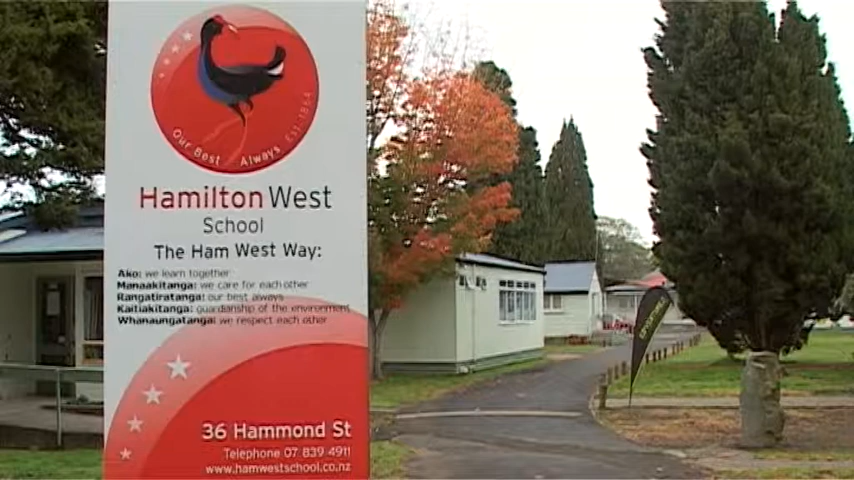 Our Best Always EST. 1864
Hamilton West
School
The Ham West Way:
Ako: we learn together
Manaakitanga: we care for each other
Rangatiratanga: our best always
Kaitiakitanga: guardianship of the environment
Whanaungatanga: we respect each other
36 Hammond St
Telephone 07 839 4911
www.hamwestschool.co.nz